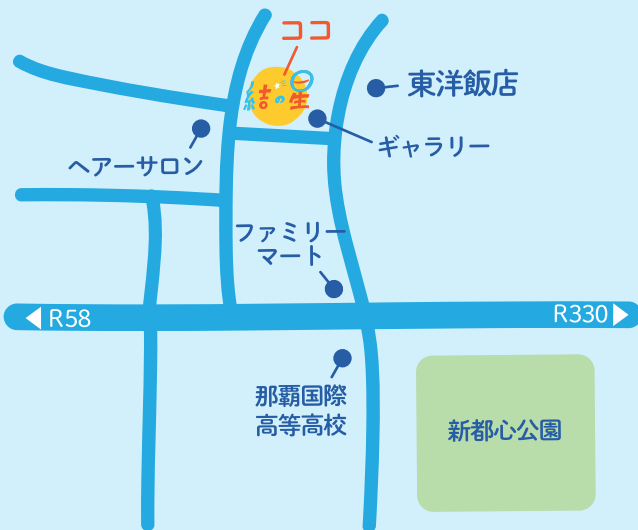 ココ
結の笙
東洋飯店
ギャラリー
ヘアーサロン
ファミリー
マート
R58
R330
那覇国際
高等高校
新都心公園